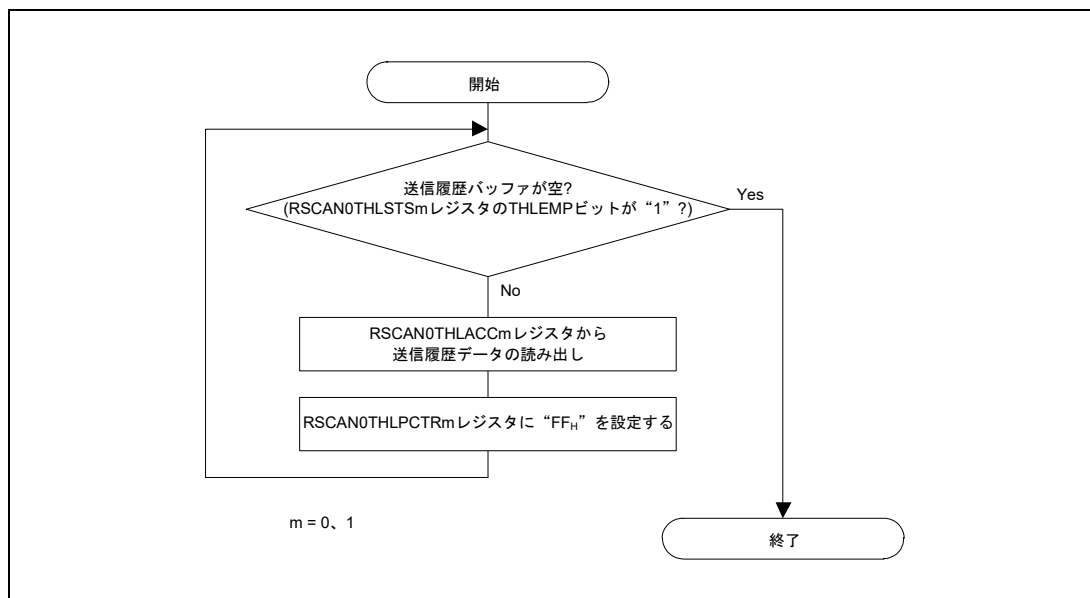 開始
送信履歴バッファが空?
(RSCAN0THLSTSmレジスタのTHLEMPビットが“1”?)
Yes
No
RSCAN0THLACCmレジスタから
送信履歴データの読み出し
RSCAN0THLPCTRmレジスタに“FFH”を設定する
m = 0、1
終了